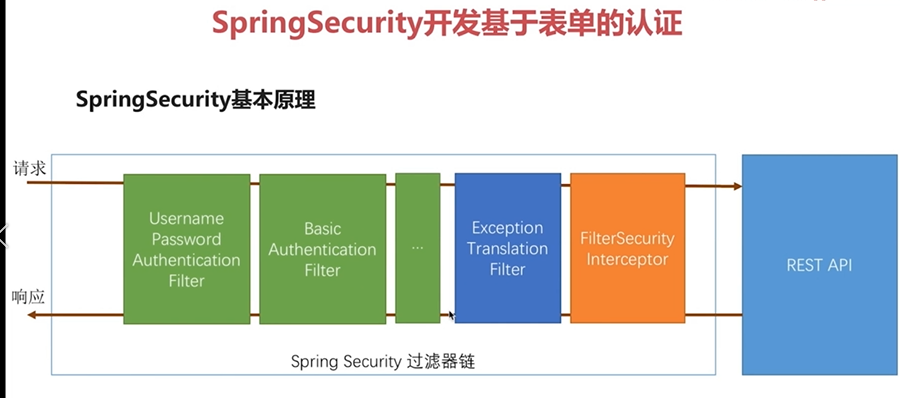 SpringSecurity开发基于表单的认证
SpringSecurity基本原理
请求
Username
Password
Authentication
Filter
Basic
Authentication
Filter
...
Exception
Translation
Filter
FilterSecurity
Interceptor
REST API
响应
Spring Security 过滤器链